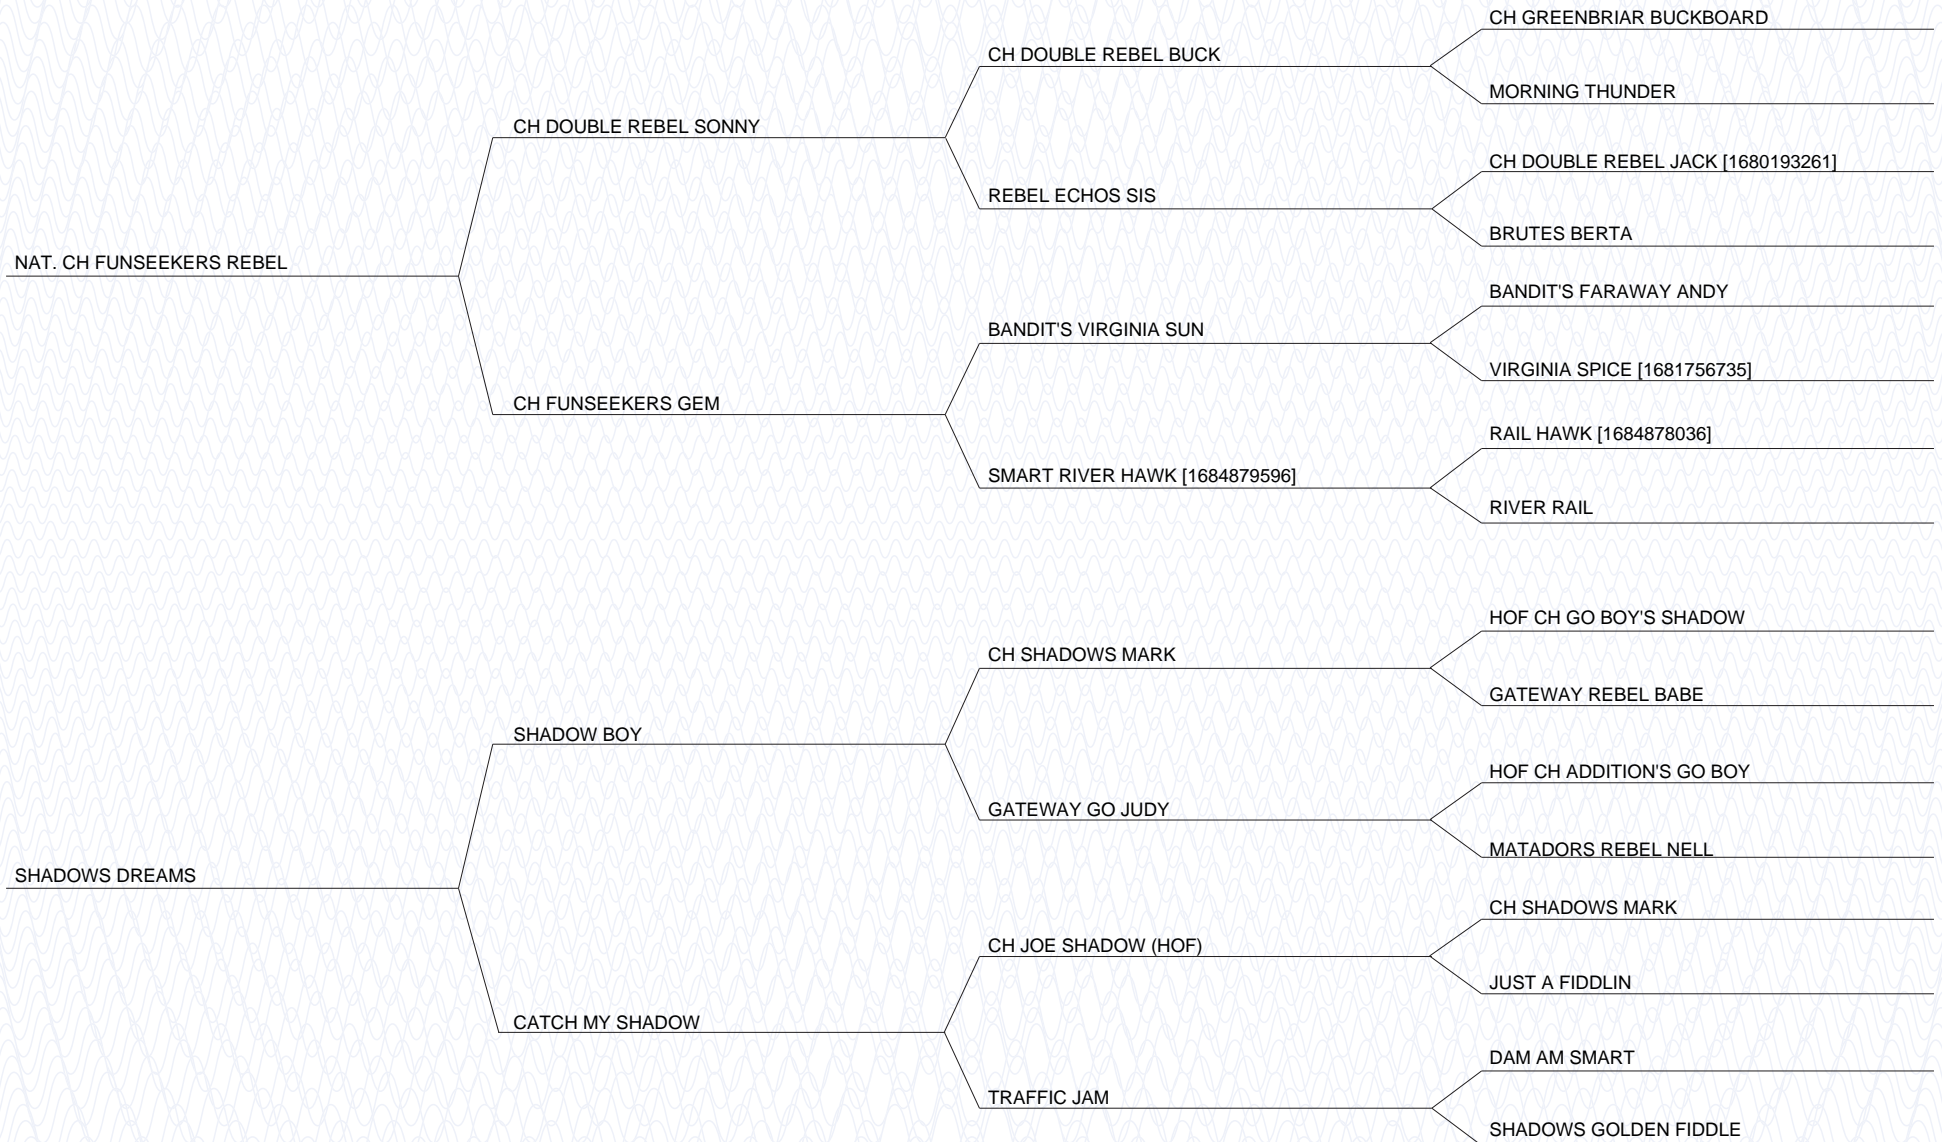 CH GREENBRIAR BUCKBOARD
CH DOUBLE REBEL BUCK
MORNING THUNDER
CH DOUBLE REBEL SONNY
CH DOUBLE REBEL JACK [1680193261]
REBEL ECHOS SIS
BRUTES BERTA
NAT. CH FUNSEEKERS REBEL
BANDIT'S FARAWAY ANDY
BANDIT'S VIRGINIA SUN
VIRGINIA SPICE [1681756735]
CH FUNSEEKERS GEM
RAIL HAWK [1684878036]
SMART RIVER HAWK [1684879596]
RIVER RAIL
HOF CH GO BOY'S SHADOW
CH SHADOWS MARK
GATEWAY REBEL BABE
SHADOW BOY
HOF CH ADDITION'S GO BOY
GATEWAY GO JUDY
MATADORS REBEL NELL
SHADOWS DREAMS
CH SHADOWS MARK
CH JOE SHADOW (HOF)
JUST A FIDDLIN
CATCH MY SHADOW
DAM AM SMART
TRAFFIC JAM
SHADOWS GOLDEN FIDDLE